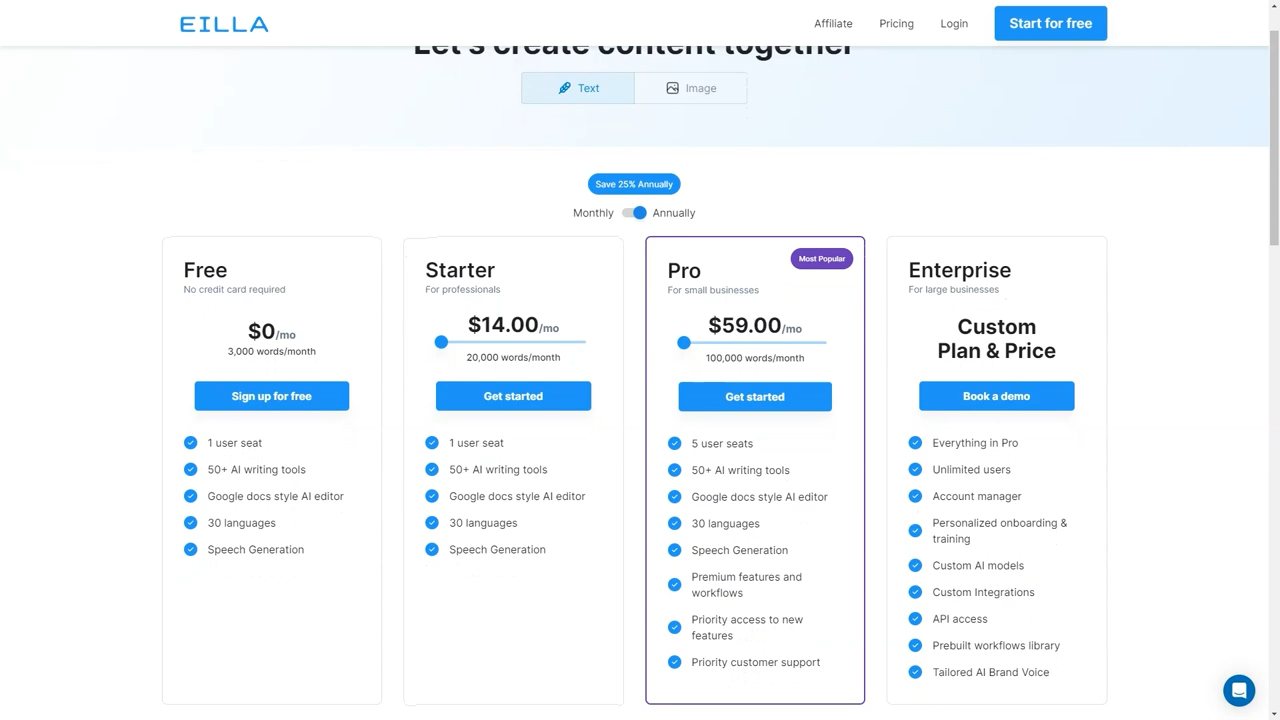 EILLA
Affiliate
Pricing
Login
Start for free
Let's create content together
Text
Image
Save 25% Annually
Monthly
Annually
Free
No credit card required
$0/mo
3,000 words/month
Sign up for free
1 user seat
50+ AI writing tools
Google docs style AI editor
30 languages
Speech Generation
Starter
For professionals
$14.00/mo
20,000 words/month
Get started
1 user seat
50+ AI writing tools
Google docs style AI editor
30 languages
Speech Generation
Pro
Most Popular
For small businesses
$59.00/mo
100,000 words/month
Get started
5 user seats
50+ AI writing tools
Google docs style AI editor
30 languages
Speech Generation
Premium features and
workflows
Priority access to new
features
Priority customer support
Enterprise
For large businesses
Custom
Plan & Price
Book a demo
Everything in Pro
Unlimited users
Account manager
Personalized onboarding &
training
Custom AI models
Custom Integrations
API access
Prebuilt workflows library
Tailored AI Brand Voice